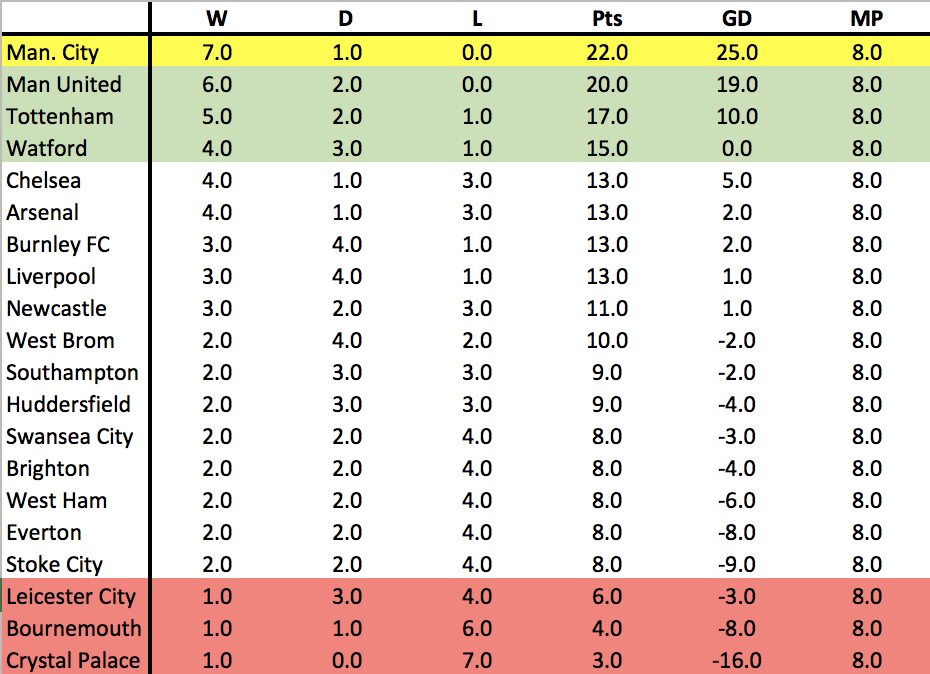 W D L Pts GD MP
Man. City 7.0 1.0 0.0 22.0 25.0 8.0
Man United 6.0 2.0 0.0 20.0 19.0 8.0
Tottenham 5.0 2.0 1.0 17.0 10.0 8.0
Watford 4.0 3.0 1.0 15.0 0.0 8.0
Chelsea 4.0 1.0 3.0 13.0 5.0 8.0
Arsenal 4.0 1.0 3.0 13.0 2.0 8.0
Burnley FC 3.0 4.0 1.0 13.0 2.0 8.0
Liverpool 3.0 4.0 1.0 13.0 1.0 8.0
Newcastle 3.0 2.0 3.0 11.0 1.0 8.0
West Brom 2.0 4.0 2.0 10.0 -2.0 8.0
Southampton 2.0 3.0 3.0 9.0 -2.0 8.0
Huddersfield 2.0 3.0 3.0 9.0 -4.0 8.0
Swansea City 2.0 2.0 4.0 8.0 -3.0 8.0
Brighton 2.0 2.0 4.0 8.0 -4.0 8.0
West Ham 2.0 2.0 4.0 8.0 -6.0 8.0
Everton 2.0 2.0 4.0 8.0 -8.0 8.0
Stoke City 2.0 2.0 4.0 8.0 -9.0 8.0
Leicester City 1.0 3.0 4.0 6.0 -3.0 8.0
Bournemouth 1.0 1.0 6.0 4.0 -8.0 8.0
Crystal Palace 1.0 0.0 7.0 3.0 -16.0 8.0